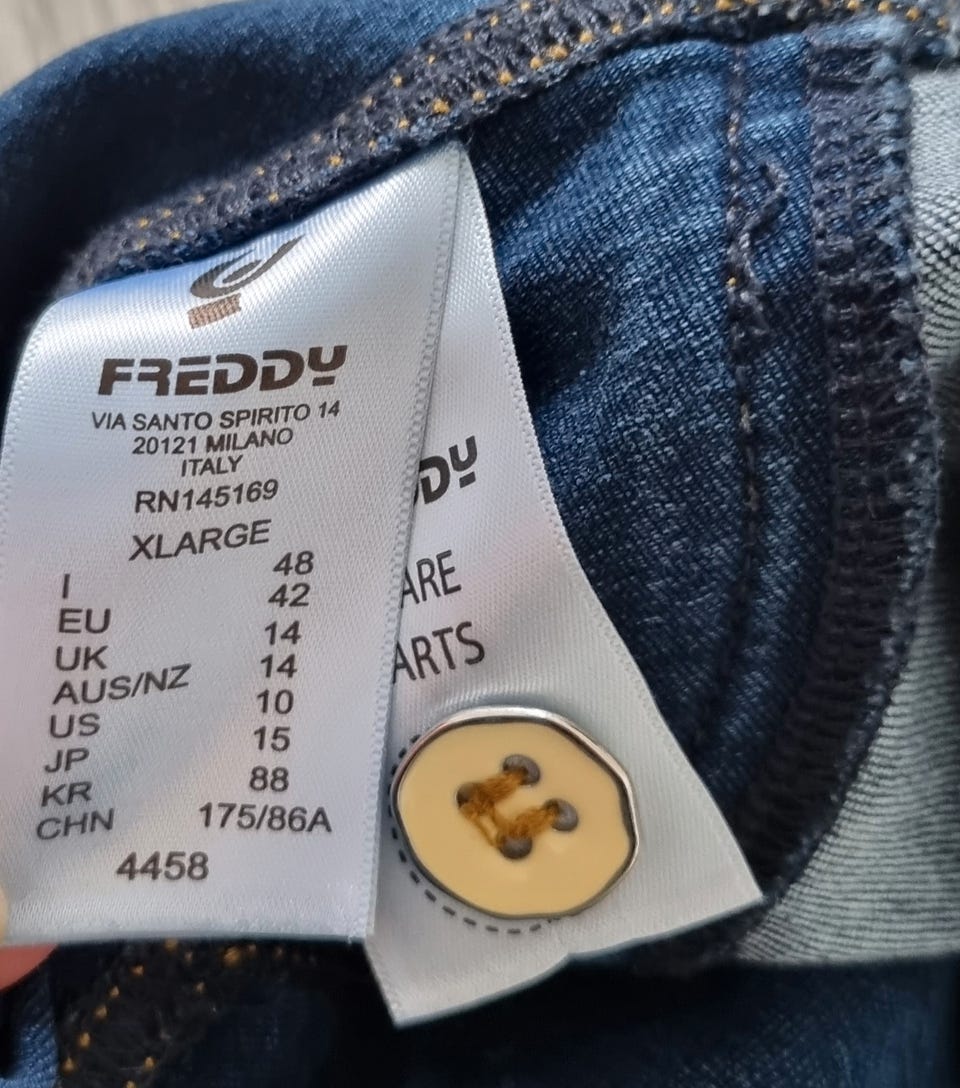 FREDDY
VIA SANTO SPIRITO 14
20121 MILANO
ITALY
RN145169
XLARGE
I 48
EU 42
UK 14
AUS/NZ 14
US 10
JP 15
KR 88
CHN 175/86A
4458
DY
ARE
ARTS